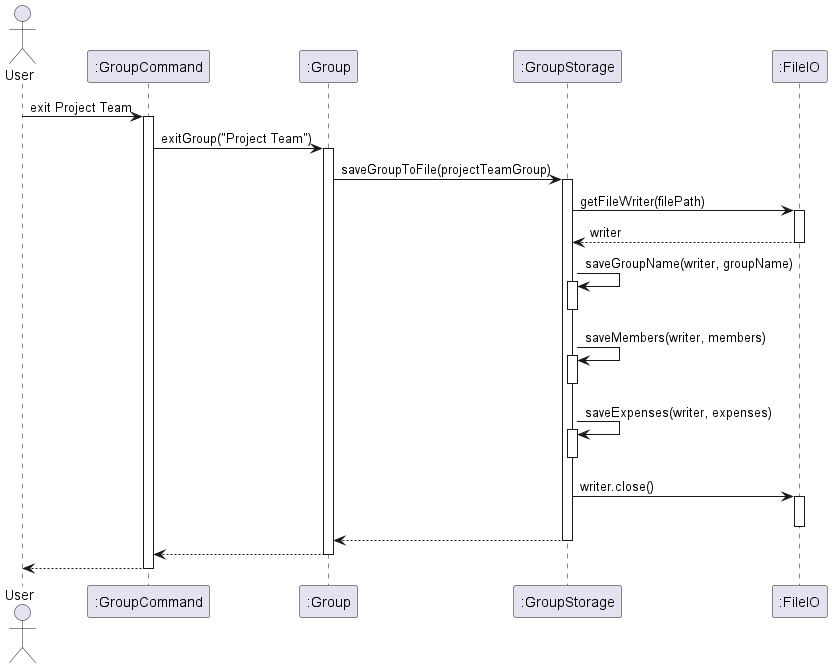 User
:GroupCommand
:Group
:GroupStorage
:FileIO
exit Project Team
exitGroup("Project Team")
saveGroupToFile(projectTeamGroup)
getFileWriter(filePath)
writer
saveGroupName(writer, groupName)
saveMembers(writer, members)
saveExpenses(writer, expenses)
writer.close()
User
:GroupCommand
:Group
:GroupStorage
:FileIO